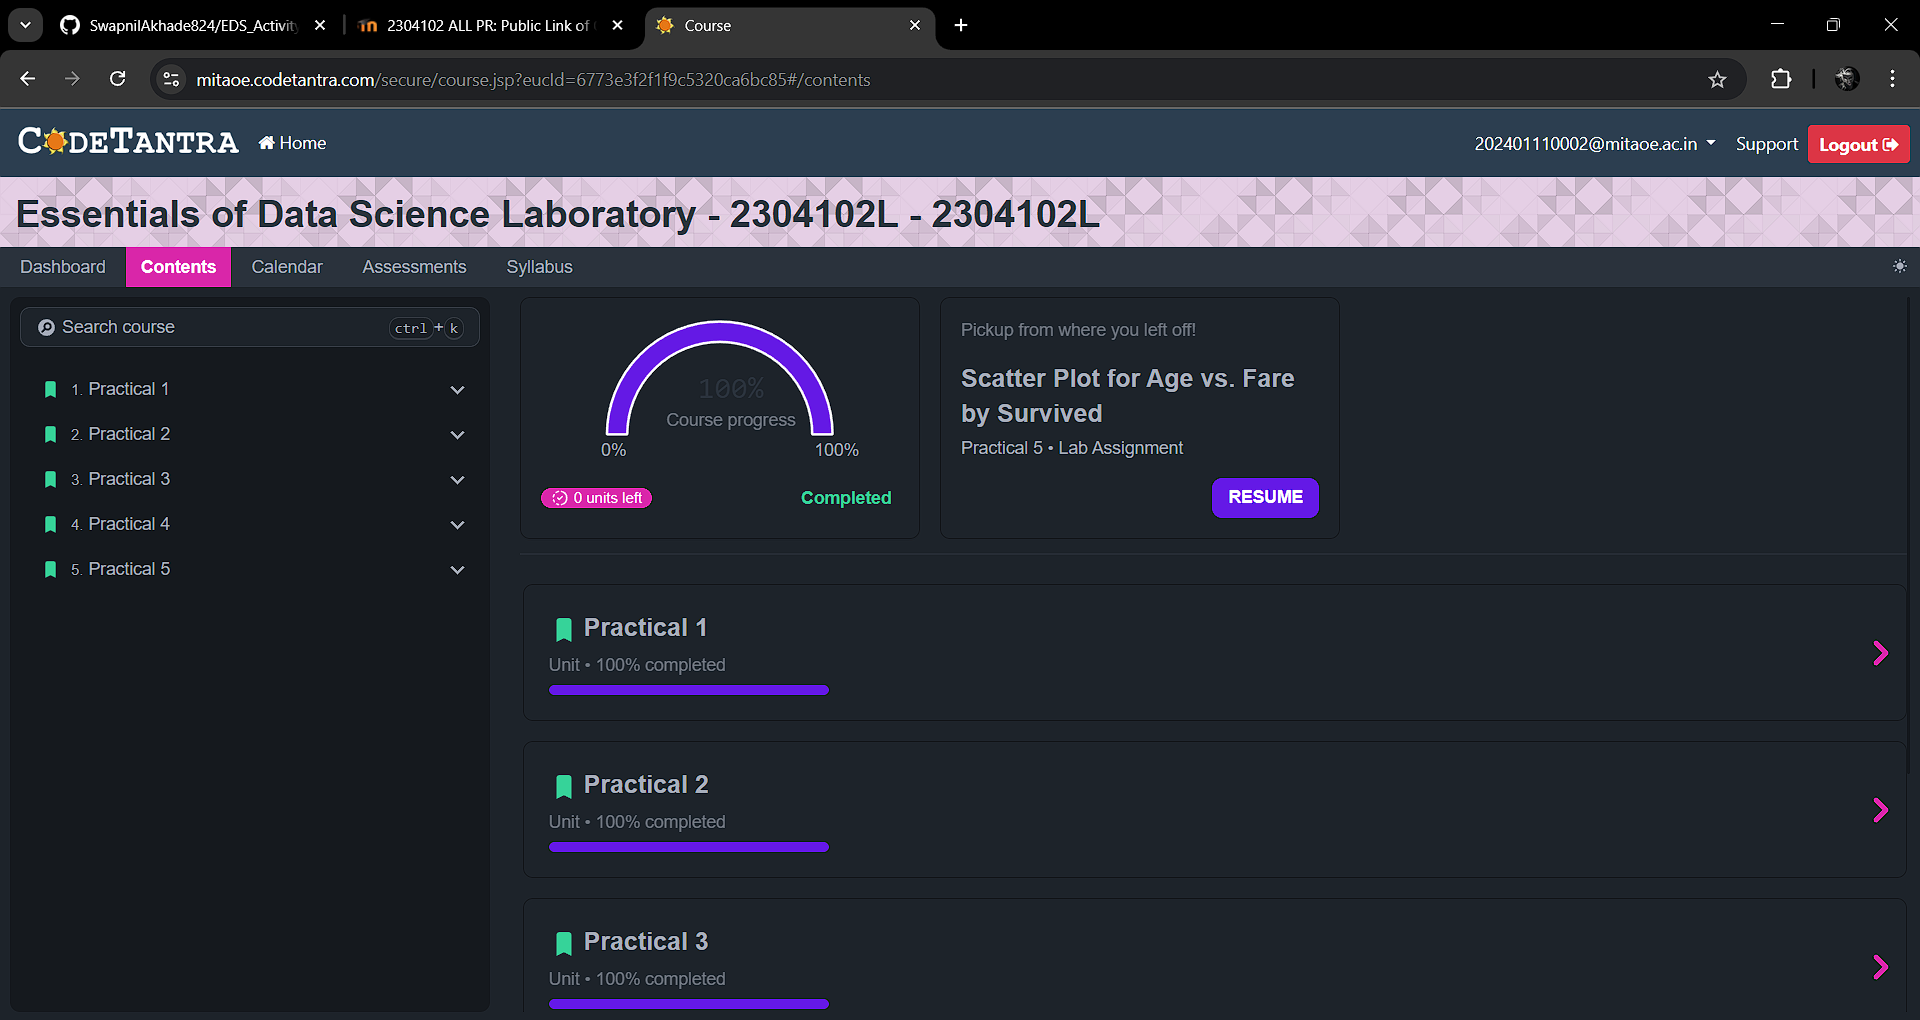 SwapnilAkhade824/EDS_Activity
2304102 ALL PR: Public Link of
Course
mitaoe.codetantra.com/secure/course.jsp?eucId=6773e3f2f1f9c5320ca6bc85#/contents
CODETANTRA
Home
202401110002@mitaoe.ac.in
Support
Logout
Essentials of Data Science Laboratory - 2304102L - 2304102L
Dashboard
Contents
Calendar
Assessments
Syllabus
Search course
ctrl + k
1. Practical 1
2. Practical 2
3. Practical 3
4. Practical 4
5. Practical 5
100%
Course progress
0%
100%
0 units left
Completed
Pickup from where you left off!
Scatter Plot for Age vs. Fare
by Survived
Practical 5 • Lab Assignment
RESUME
Practical 1
Unit • 100% completed
Practical 2
Unit • 100% completed
Practical 3
Unit • 100% completed